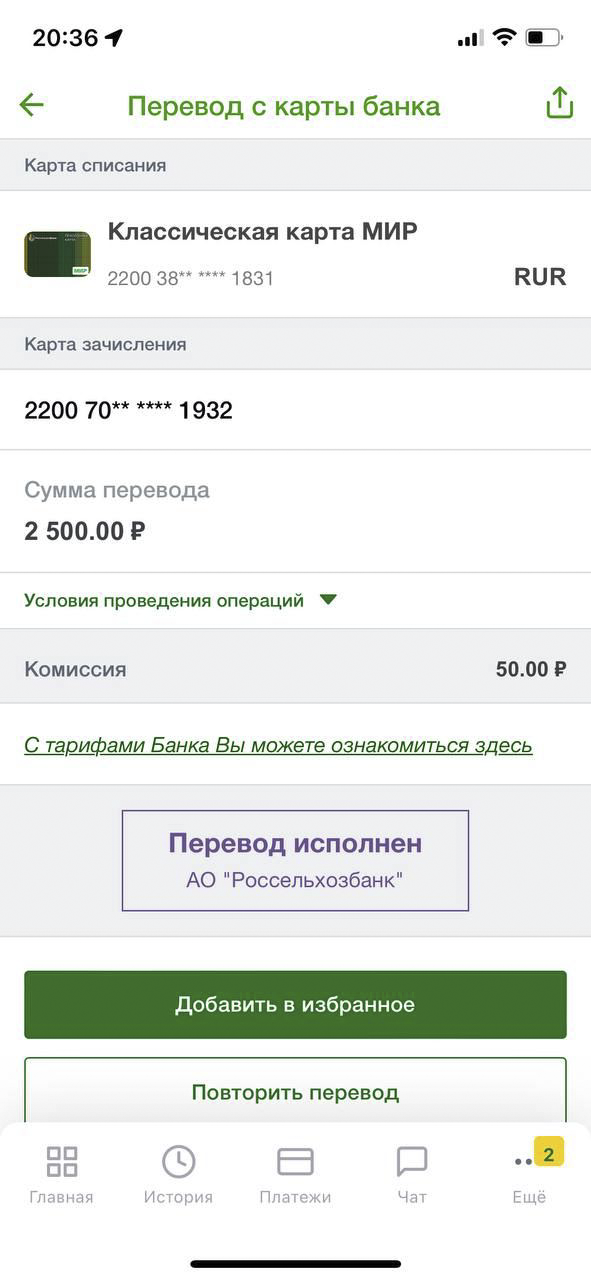 20:36
Перевод с карты банка
Карта списания
Классическая карта МИР
2200 38** **** 1831
RUR
Карта зачисления
2200 70** **** 1932
Сумма перевода
2 500.00 ₽
Условия проведения операций
Комиссия
50.00 ₽
С тарифами Банка Вы можете ознакомиться здесь
Перевод исполнен
АО "Россельхозбанк"
Добавить в избранное
Повторить перевод
2
Главная
История
Платежи
Чат
Ещё